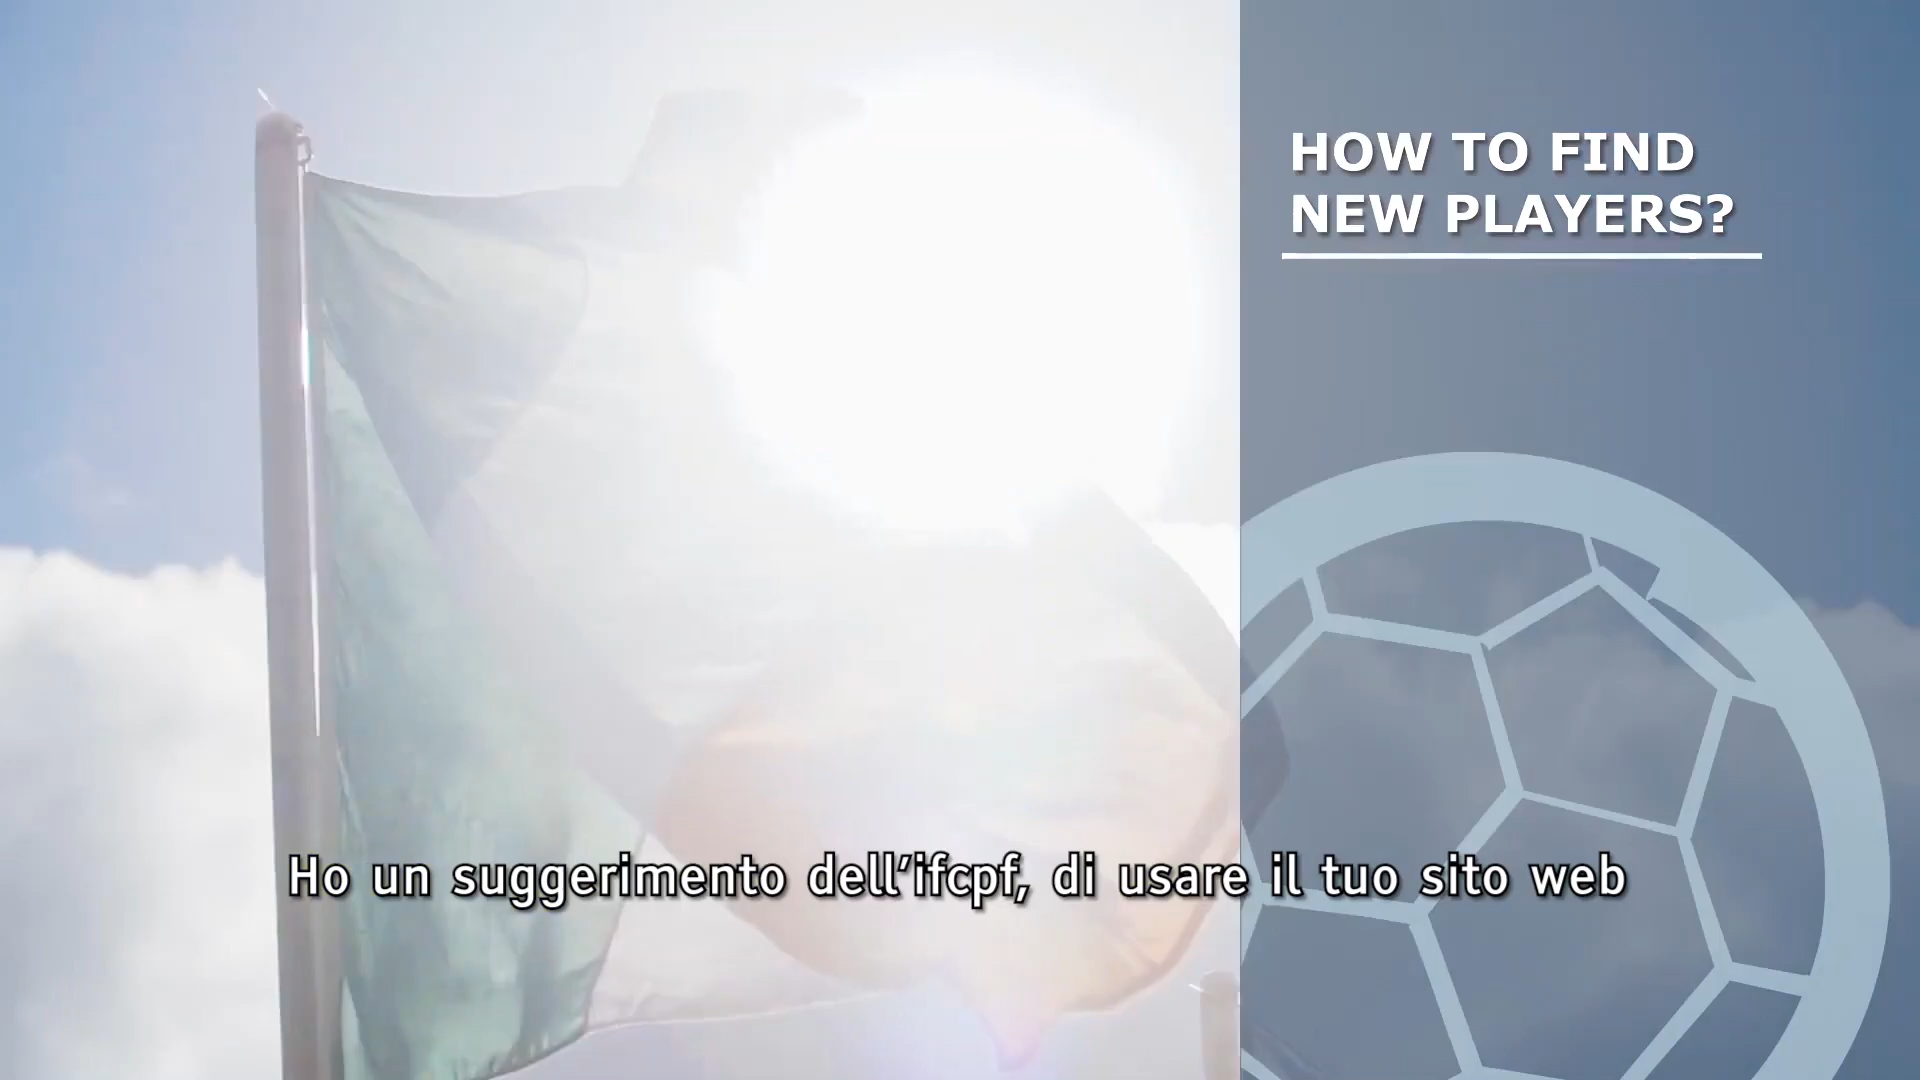 HOW TO FIND
NEW PLAYERS?
Ho un suggerimento dell'ifcpf, di usare il tuo sito web